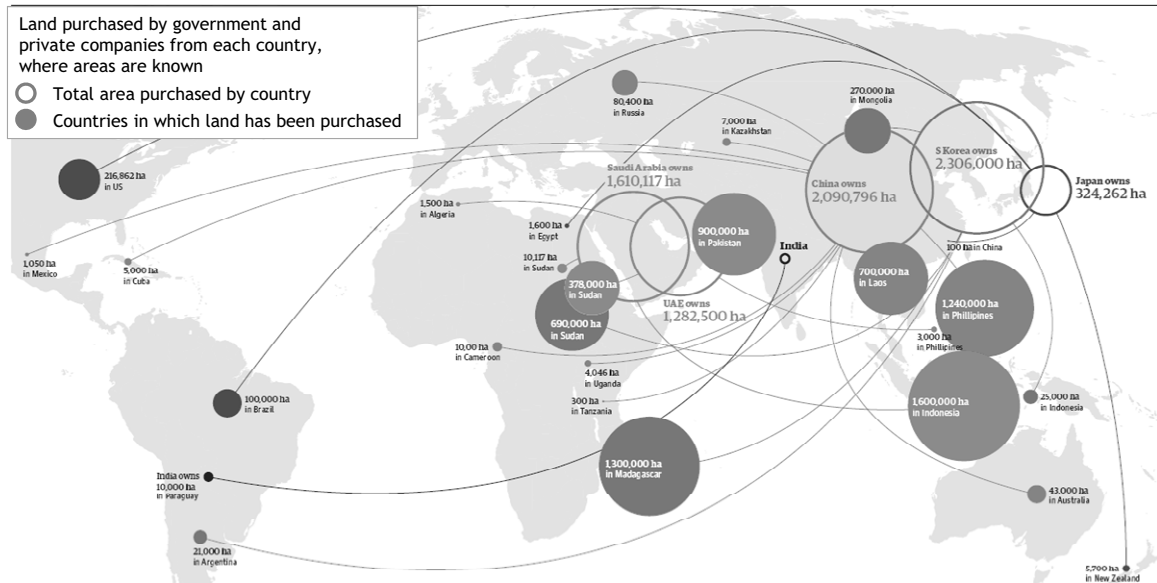 Land purchased by government and
private companies from each country,
where areas are known
Total area purchased by country
Countries in which land has been purchased
80,400 ha
in Russia
270.000 ha
in Mongolia
7,000 ha
in Kazakhstan
S Korea owns
2,306,000 ha
216,862 ha
in US
Saudi Arabia owns
1,610,117 ha
China owns
2,090,796 ha
Japan owns
324,262 ha
1,500 ha
in Algeria
1,600 ha
in Egypt
900,000 ha
in Pakistan
India
100 ha in China
1,050 ha
in Mexico
5,000 ha
in Cuba
10,117 ha
in Sudan
378,000 ha
in Sudan
700,000 ha
in Laos
UAE owns
1,282,500 ha
690,000 ha
in Sudan
1,240,000 ha
in Phillipines
3,000 ha
in Phillipines
10,00 ha
in Cameroon
4,046 ha
in Uganda
300 ha
in Tanzania
100,000 ha
in Brazil
1,600,000 ha
in Indonesia
25,000 ha
in Indonesia
1,300,000 ha
in Madagascar
India owns
10,000 ha
in Paraguay
43.000 ha
in Australia
21,000 ha
in Argentina
5,700 ha
in New Zealand